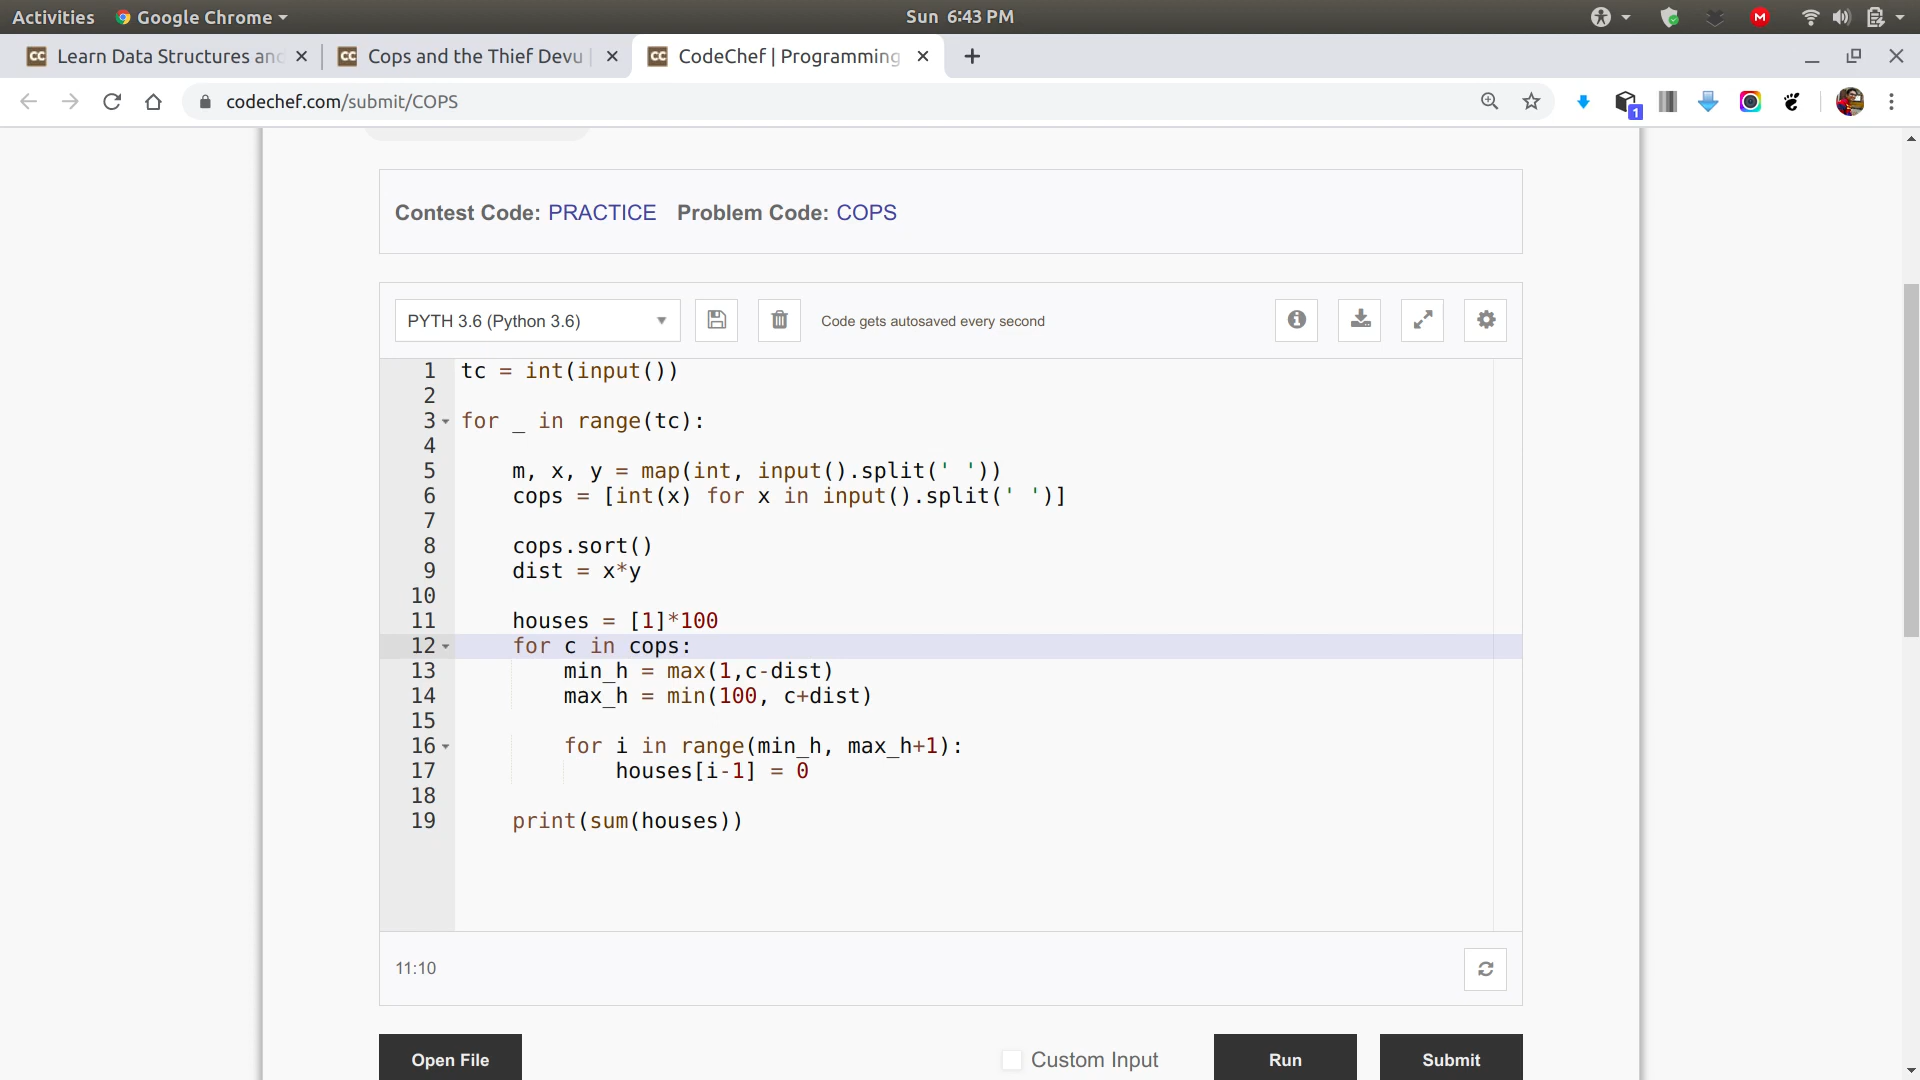 Activities
Google Chrome
Sun 6:43 PM
Learn Data Structures and
Cops and the Thief Devu |
CodeChef | Programming
codechef.com/submit/COPS
1
Contest Code: PRACTICE Problem Code: COPS
PYTH 3.6 (Python 3.6)
Code gets autosaved every second
1 tc = int(input())
2
3 for _ in range(tc):
4
5 m, x, y = map(int, input().split(' '))
6 cops = [int(x) for x in input().split(' ')]
7
8 cops.sort()
9 dist = x*y
10
11 houses = [1]*100
12 for c in cops:
13 min_h = max(1,c-dist)
14 max_h = min(100, c+dist)
15
16 for i in range(min_h, max_h+1):
17 houses[i-1] = 0
18
19 print(sum(houses))
11:10
Open File
Custom Input
Run
Submit